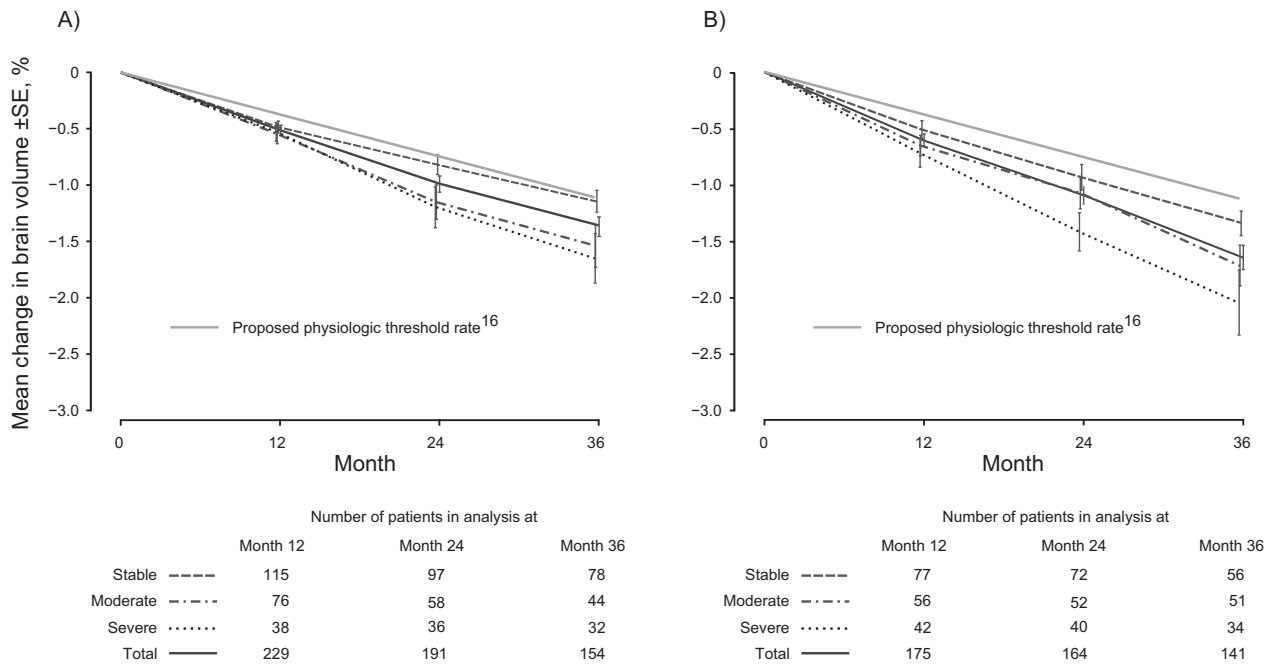 A)
Mean change in brain volume ±SE, %
0
−0.5
−1.0
−1.5
−2.0
−2.5
−3.0
Proposed physiologic threshold rate16
0 12 24 36
Month
Number of patients in analysis at
Month 12 Month 24 Month 36
Stable 115 97 78
Moderate 76 58 44
Severe 38 36 32
Total 229 191 154
B)
0
−0.5
−1.0
−1.5
−2.0
−2.5
−3.0
Proposed physiologic threshold rate16
0 12 24 36
Month
Number of patients in analysis at
Month 12 Month 24 Month 36
Stable 77 72 56
Moderate 56 52 51
Severe 42 40 34
Total 175 164 141